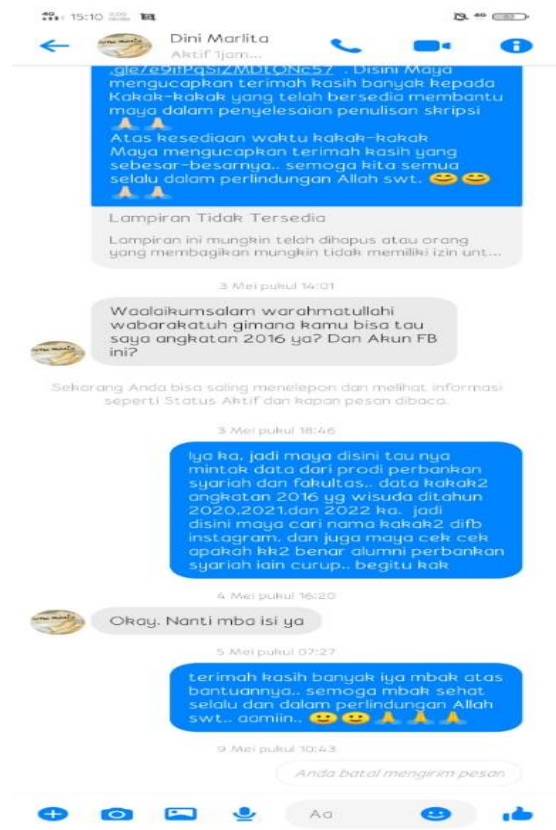 15:10
Dini Marlita
Aktif 1jam...
.gle/e9ifPqSiZMDtQNc57 . Disini Maya
mengucapkan terimah kasih banyak kepada
Kakak-kakak yang telah bersedia membantu
maya dalam penyelesaian penulisan skripsi
🙏🙏
Atas kesediaan waktu kakak-kakak
Maya mengucapkan terimah kasih yang
sebesar-besarnya.. semoga kita semua
selalu dalam perlindungan Allah swt. 😊😊
🙏🙏
Lampiran Tidak Tersedia
Lampiran ini mungkin telah dihapus atau orang
yang membagikan mungkin tidak memiliki izin unt...
3 Mei pukul 14:01
Waalaikumsalam warahmatullahi
wabarakatuh gimana kamu bisa tau
saya angkatan 2016 ya? Dan Akun FB
ini?
Sekarang Anda bisa saling menelepon dan melihat informasi
seperti Status Aktif dan kapan pesan dibaca.
3 Mei pukul 18:46
Iya ka, jadi maya disini tau nya
mintak data dari prodi perbankan
syariah dan fakultas.. data kakak2
angkatan 2016 yg wisuda ditahun
2020,2021,dan 2022 ka. jadi
disini maya cari nama kakak2 difb
instagram, dan juga maya cek cek
apakah kk2 benar alumni perbankan
syariah iain curup.. begitu kak
4 Mei pukul 16:20
Okay. Nanti mba isi ya
5 Mei pukul 07:27
terimah kasih banyak iya mbak atas
bantuannya.. semoga mbak sehat
selalu dan dalam perlindungan Allah
swt.. aamiin.. 🙂🙂🙏🙏🙏
9 Mei pukul 10:43
Anda batal mengirim pesan
Aa